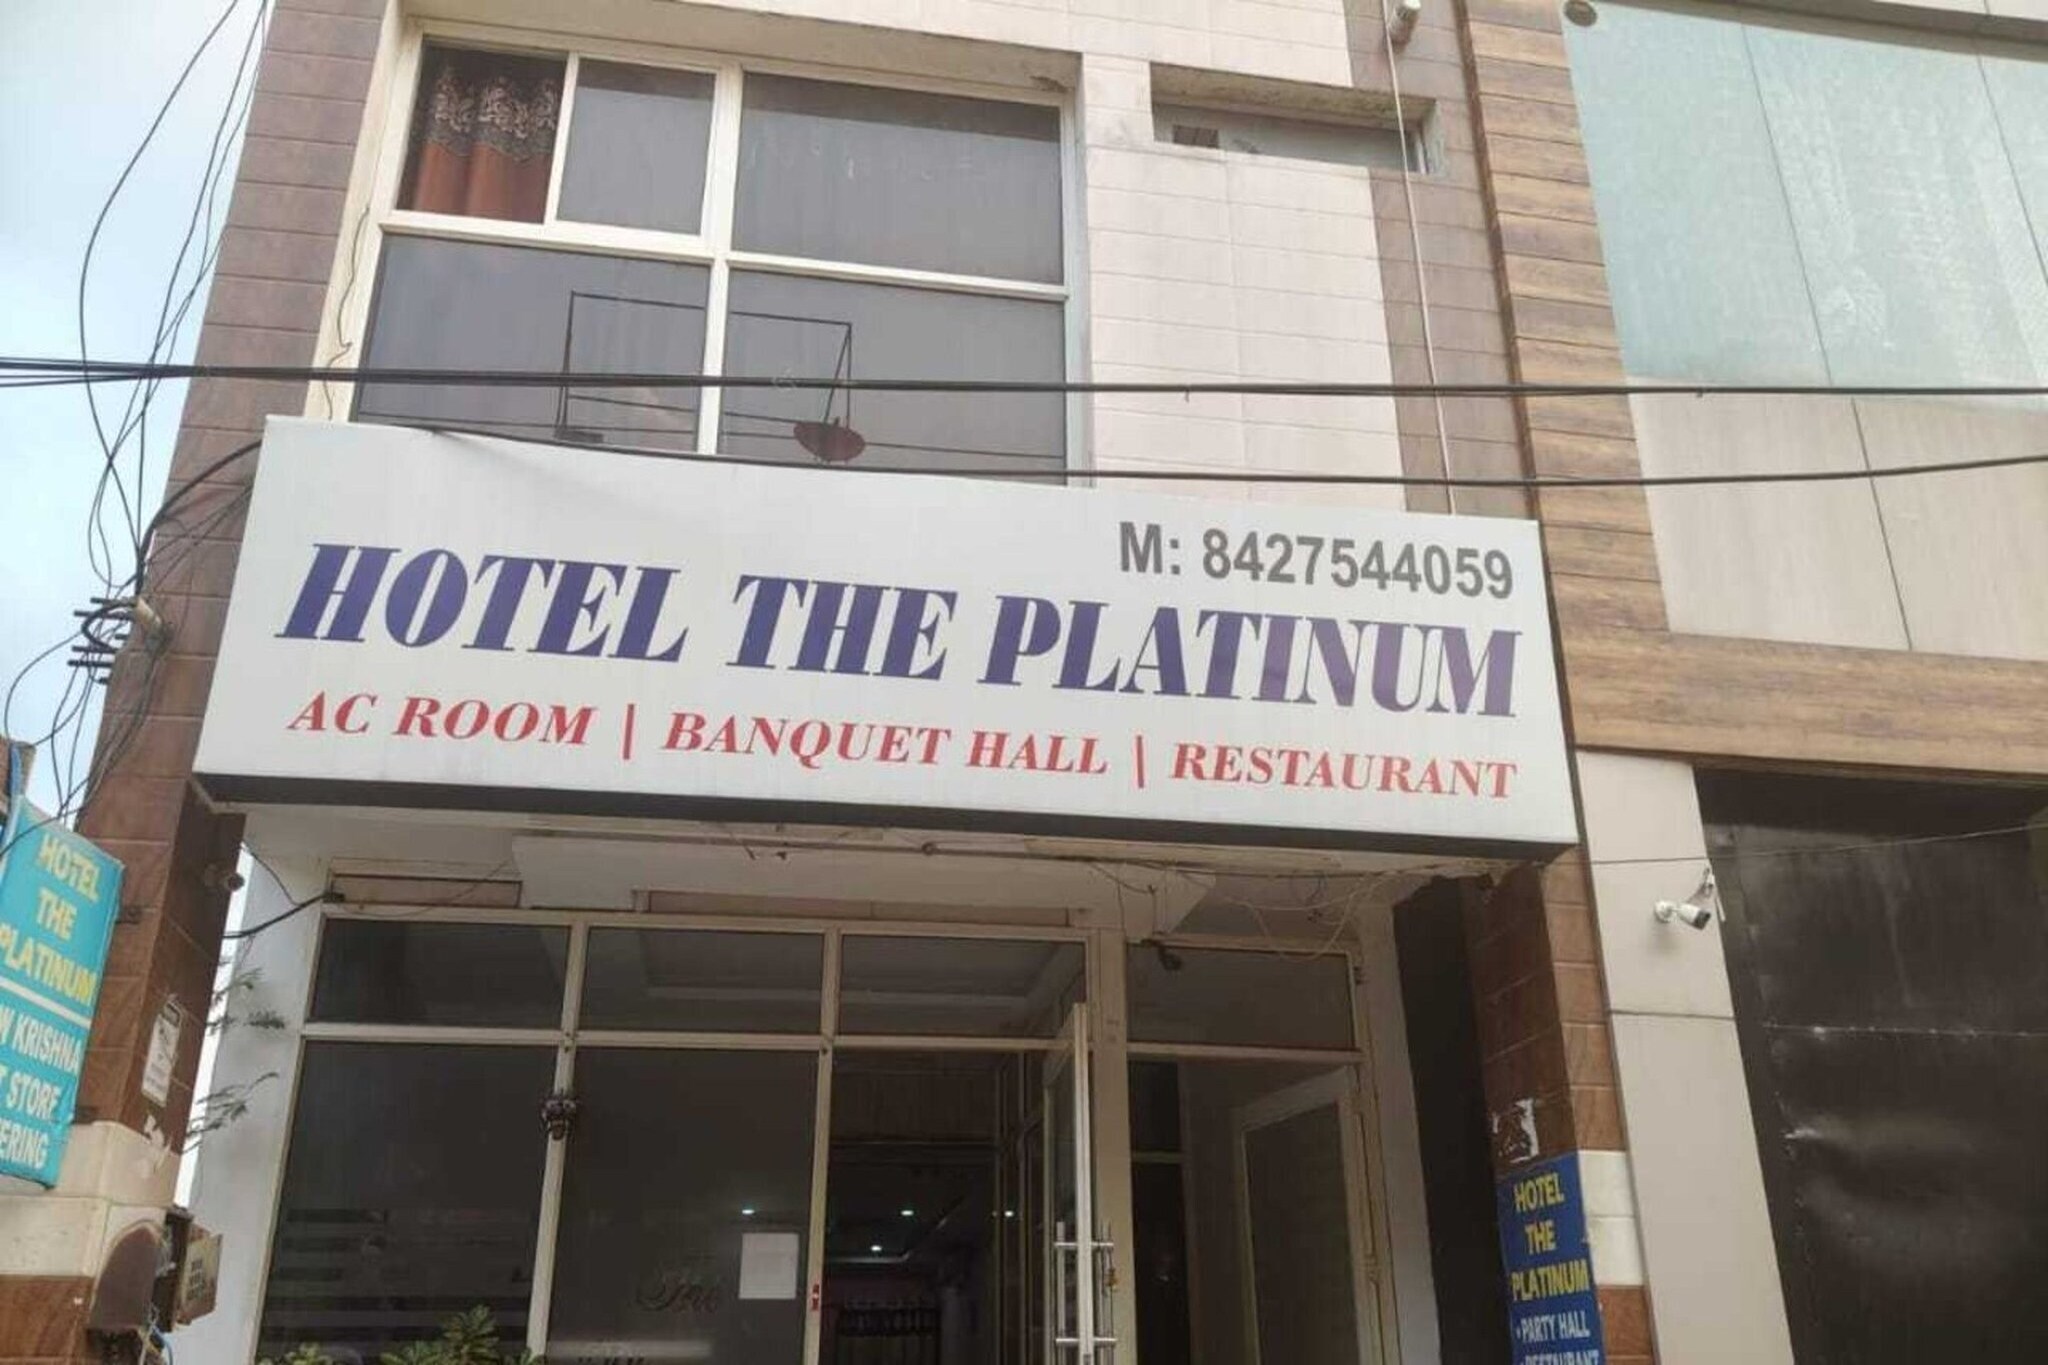 M: 8427544059
HOTEL THE PLATINUM
AC ROOM | BANQUET HALL | RESTAURANT
HOTEL
THE
PLATINUM
KRISHNA
STORE
HOTEL
THE
PLATINUM
• PARTY HALL
• RESTAURANT